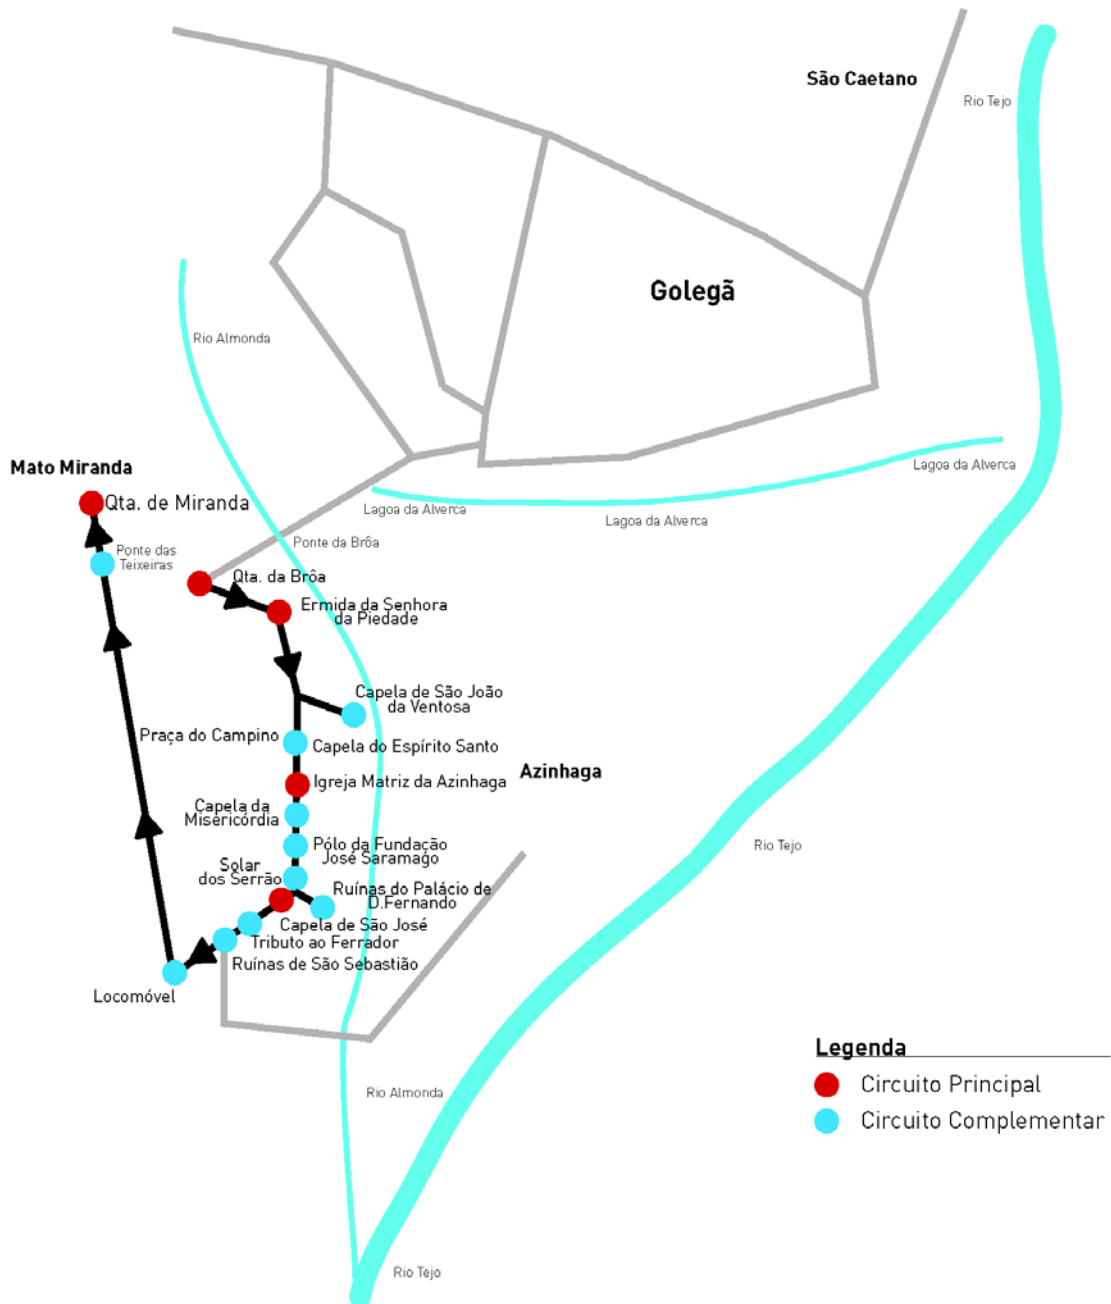 São Caetano
Rio Tejo
Golegã
Rio Almonda
Mato Miranda
Lagoa da Alverca
Qta. de Miranda
Lagoa da Alverca
Lagoa da Alverca
Ponte da Brôa
Ponte das
Teixeiras
Qta. da Brôa
Ermida da Senhora
da Piedade
Capela de São João
da Ventosa
Praça do Campino
Capela do Espírito Santo
Azinhaga
Igreja Matriz da Azinhaga
Capela da
Misericórdia
Pólo da Fundação
José Saramago
Rio Tejo
Solar
dos Serrão
Ruínas do Palácio de
D.Fernando
Capela de São José
Tributo ao Ferrador
Ruínas de São Sebastião
Locomóvel
Legenda
Circuito Principal
Circuito Complementar
Rio Almonda
Rio Tejo